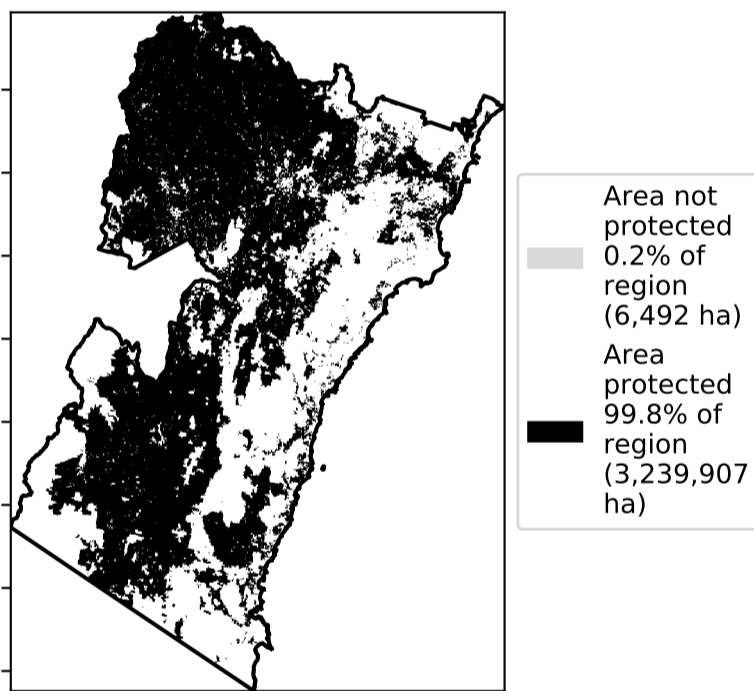 Area not
protected
0.2% of
region
(6,492 ha)
Area
protected
99.8% of
region
(3,239,907
ha)